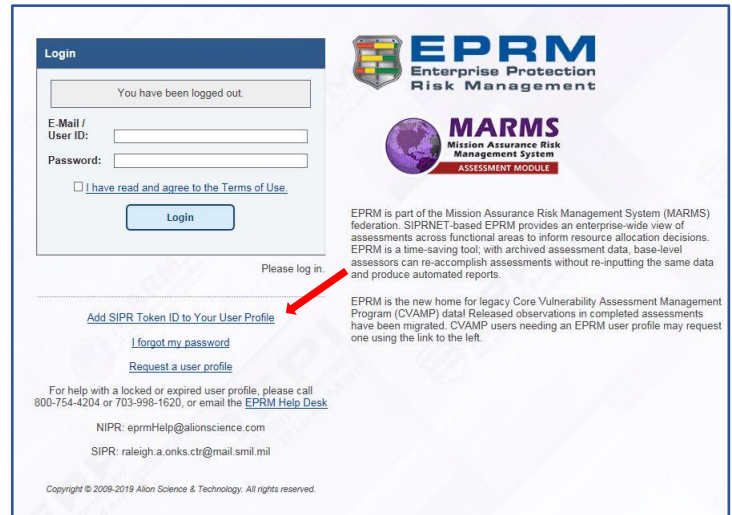 Login
You have been logged out.
E-Mail /
User ID:
Password:
I have read and agree to the Terms of Use.
Login
Please log in.
Add SIPR Token ID to Your User Profile
I forgot my password
Request a user profile
For help with a locked or expired user profile, please call
800-754-4204 or 703-998-1620, or email the EPRM Help Desk
NIPR: eprmHelp@alionscience.com
SIPR: raleigh.a.onks.ctr@mail.smil.mil
Copyright © 2009-2019 Alion Science & Technology. All rights reserved.
EPRM
Enterprise Protection
Risk Management
MARMS
Mission Assurance Risk
Management System
ASSESSMENT MODULE
EPRM is part of the Mission Assurance Risk Management System (MARMS)
federation. SIPRNET-based EPRM provides an enterprise-wide view of
assessments across functional areas to inform resource allocation decisions.
EPRM is a time-saving tool; with archived assessment data, base-level
assessors can re-accomplish assessments without re-inputting the same data
and produce automated reports.
EPRM is the new home for legacy Core Vulnerability Assessment Management
Program (CVAMP) data! Released observations in completed assessments
have been migrated. CVAMP users needing an EPRM user profile may request
one using the link to the left.